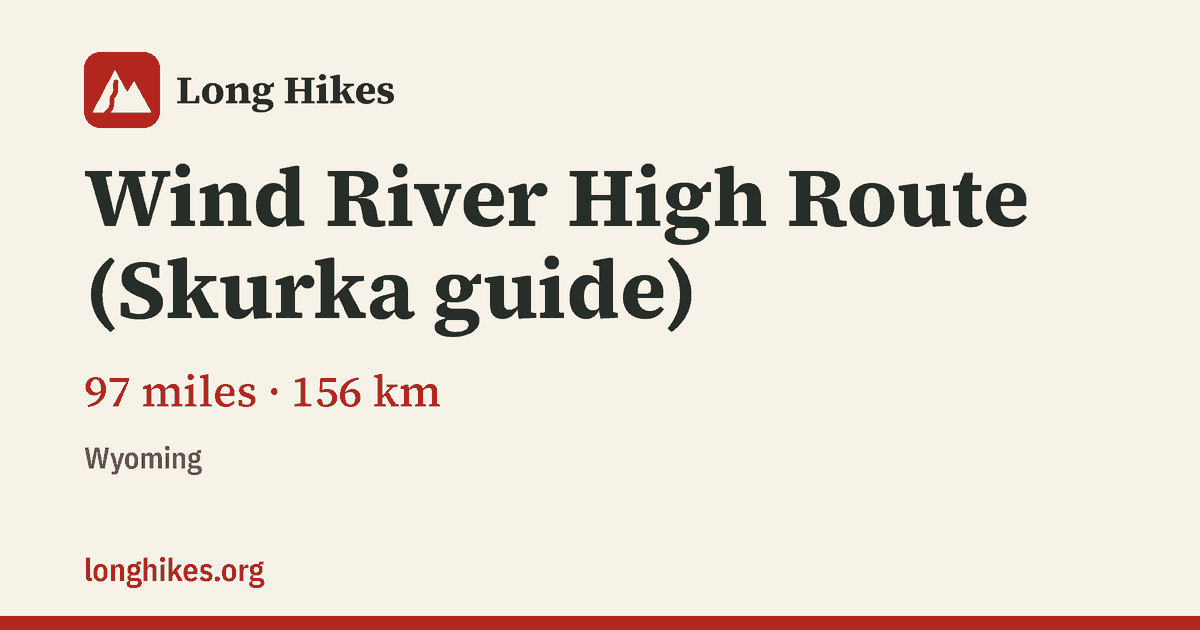 Long Hikes
Wind River High Route
(Skurka guide)
97 miles · 156 km
Wyoming
longhikes.org